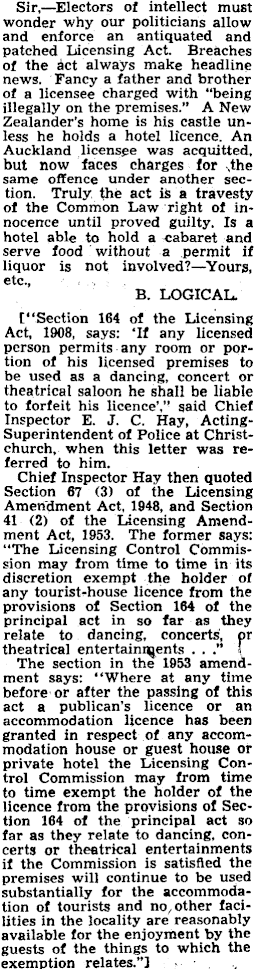 Sir,—Electors of intellect must
wonder why our politicians allow
and enforce an antiquated and
patched Licensing Act. Breaches
of the act always make headline
news. Fancy a father and brother
of a licensee charged with “being
illegally on the premises.” A New
Zealander's home is his castle un-
less he holds a hotel licence. An
Auckland licensee was acquitted,
but now faces charges for the
same offence under another sec-
tion. Truly the act is a travesty
of the Common Law right of in-
nocence until proved guilty. Is a
hotel able to hold a cabaret and
serve food without a permit if
liquor is not involved?—Yours,
etc.,
B. LOGICAL.
[“Section 164 of the Licensing
Act, 1908, says: ‘If any licensed
person permits any room or por-
tion of his licensed premises to
be used as a dancing, concert or
theatrical saloon he shall be liable
to forfeit his licence’,” said Chief
Inspector E. J. C. Hay, Acting-
Superintendent of Police at Christ-
church, when this letter was re-
ferred to him.
Chief Inspector Hay then quoted
Section 67 (3) of the Licensing
Amendment Act, 1948, and Section
41 (2) of the Licensing Amend-
ment Act, 1953. The former says:
“The Licensing Control Commis-
sion may from time to time in its
discretion exempt the holder of
any tourist-house licence from the
provisions of Section 164 of the
principal act in so far as they
relate to dancing, concerts, or
theatrical entertainments . . .”
The section in the 1953 amend-
ment says: “Where at any time
before or after the passing of this
act a publican's licence or an
accommodation licence has been
granted in respect of any accom-
modation house or guest house or
private hotel the Licensing Con-
trol Commission may from time
to time exempt the holder of the
licence from the provisions of Sec-
tion 164 of the principal act so
far as they relate to dancing, con-
certs or theatrical entertainments
if the Commission is satisfied the
premises will continue to be used
substantially for the accommoda-
tion of tourists and no other faci-
lities in the locality are reasonably
available for the enjoyment by the
guests of the things to which the
exemption relates.”]